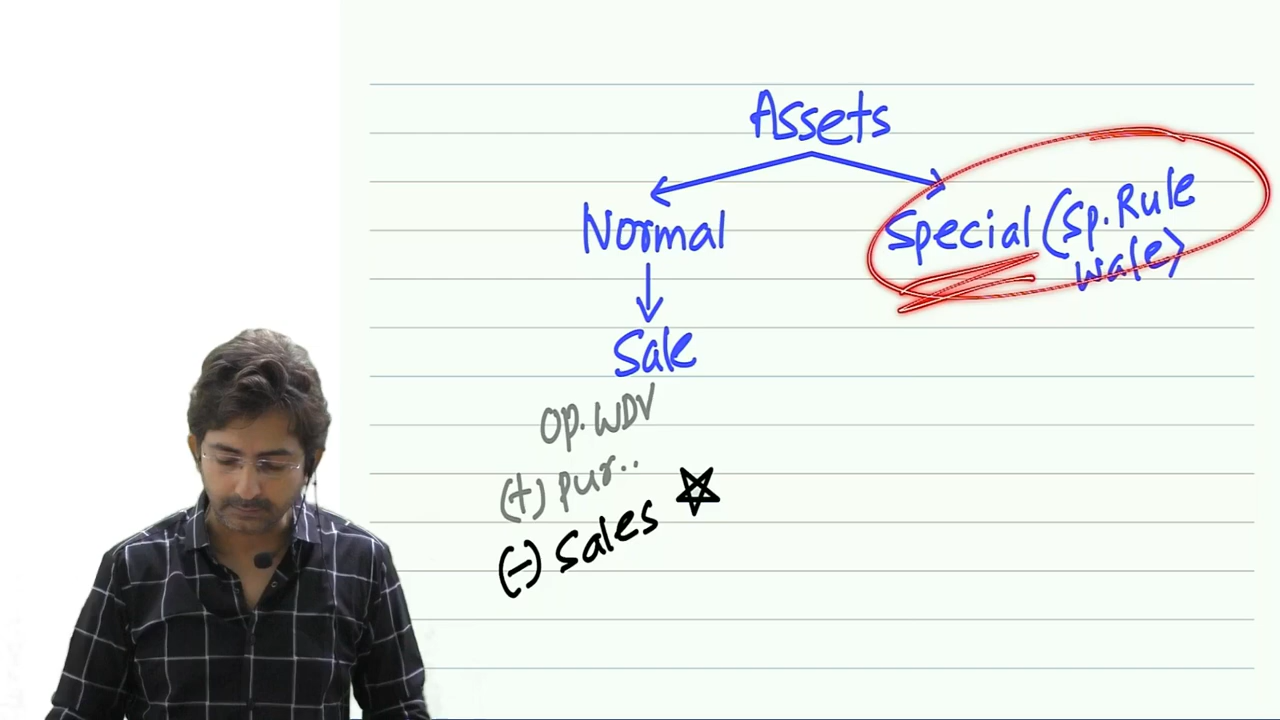 Assets
Normal
Special (Sp. Rule
wale)
Sale
Op. WDV
(+) pur..
(-) Sales